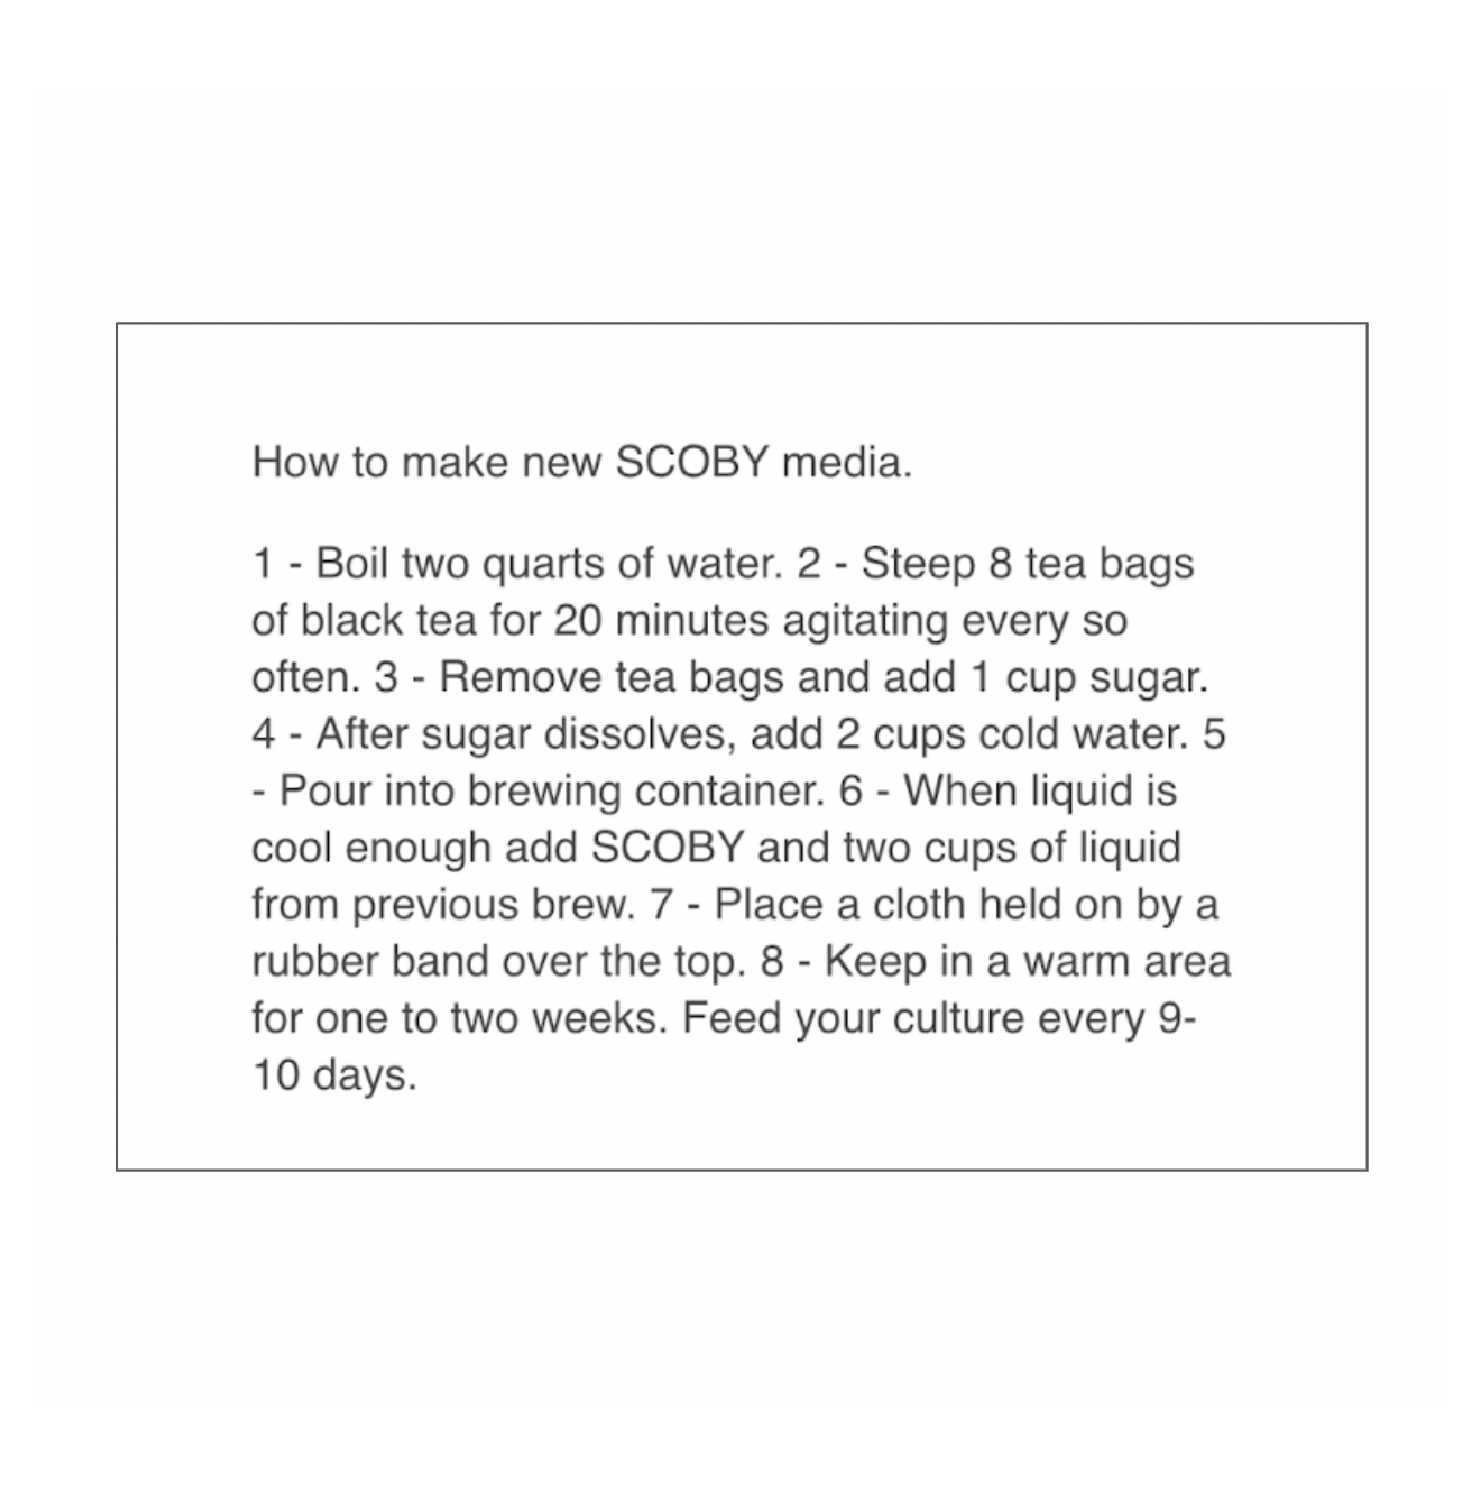 How to make new SCOBY media.
1 - Boil two quarts of water. 2 - Steep 8 tea bags
of black tea for 20 minutes agitating every so
often. 3 - Remove tea bags and add 1 cup sugar.
4 - After sugar dissolves, add 2 cups cold water. 5
- Pour into brewing container. 6 - When liquid is
cool enough add SCOBY and two cups of liquid
from previous brew. 7 - Place a cloth held on by a
rubber band over the top. 8 - Keep in a warm area
for one to two weeks. Feed your culture every 9-
10 days.